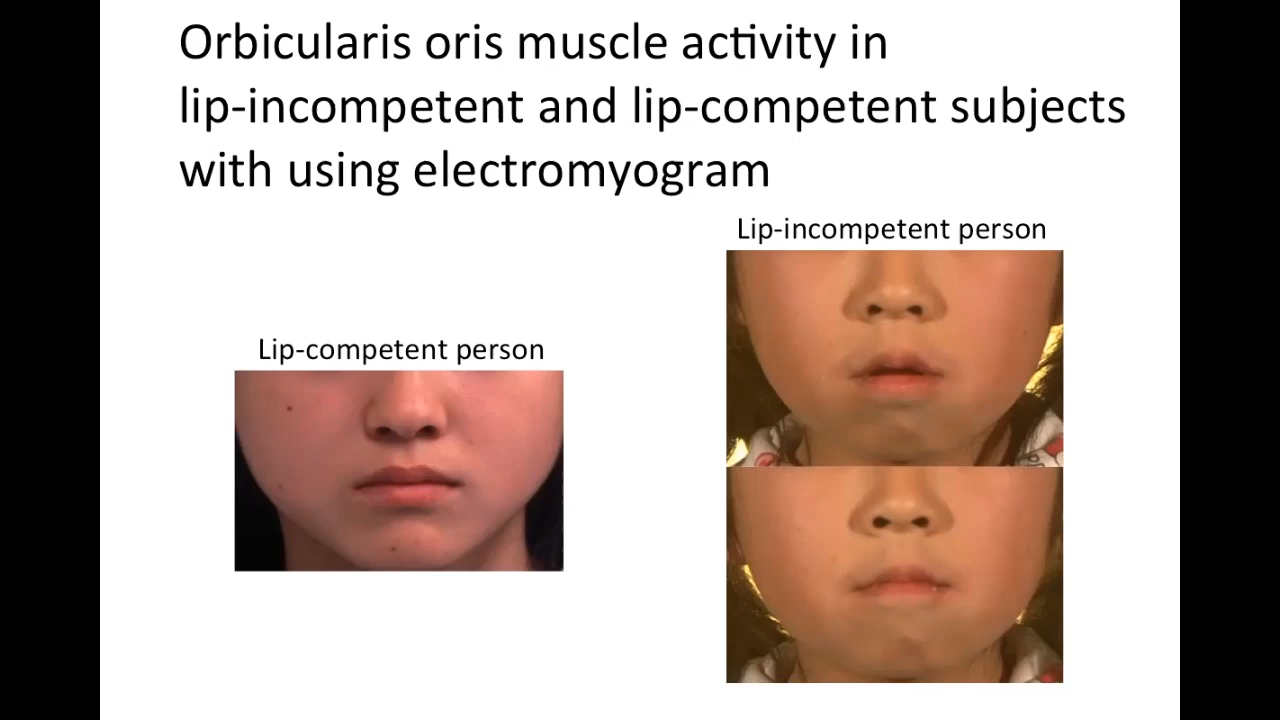 Orbicularis oris muscle activity in
lip-incompetent and lip-competent subjects
with using electromyogram
Lip-incompetent person
Lip-competent person